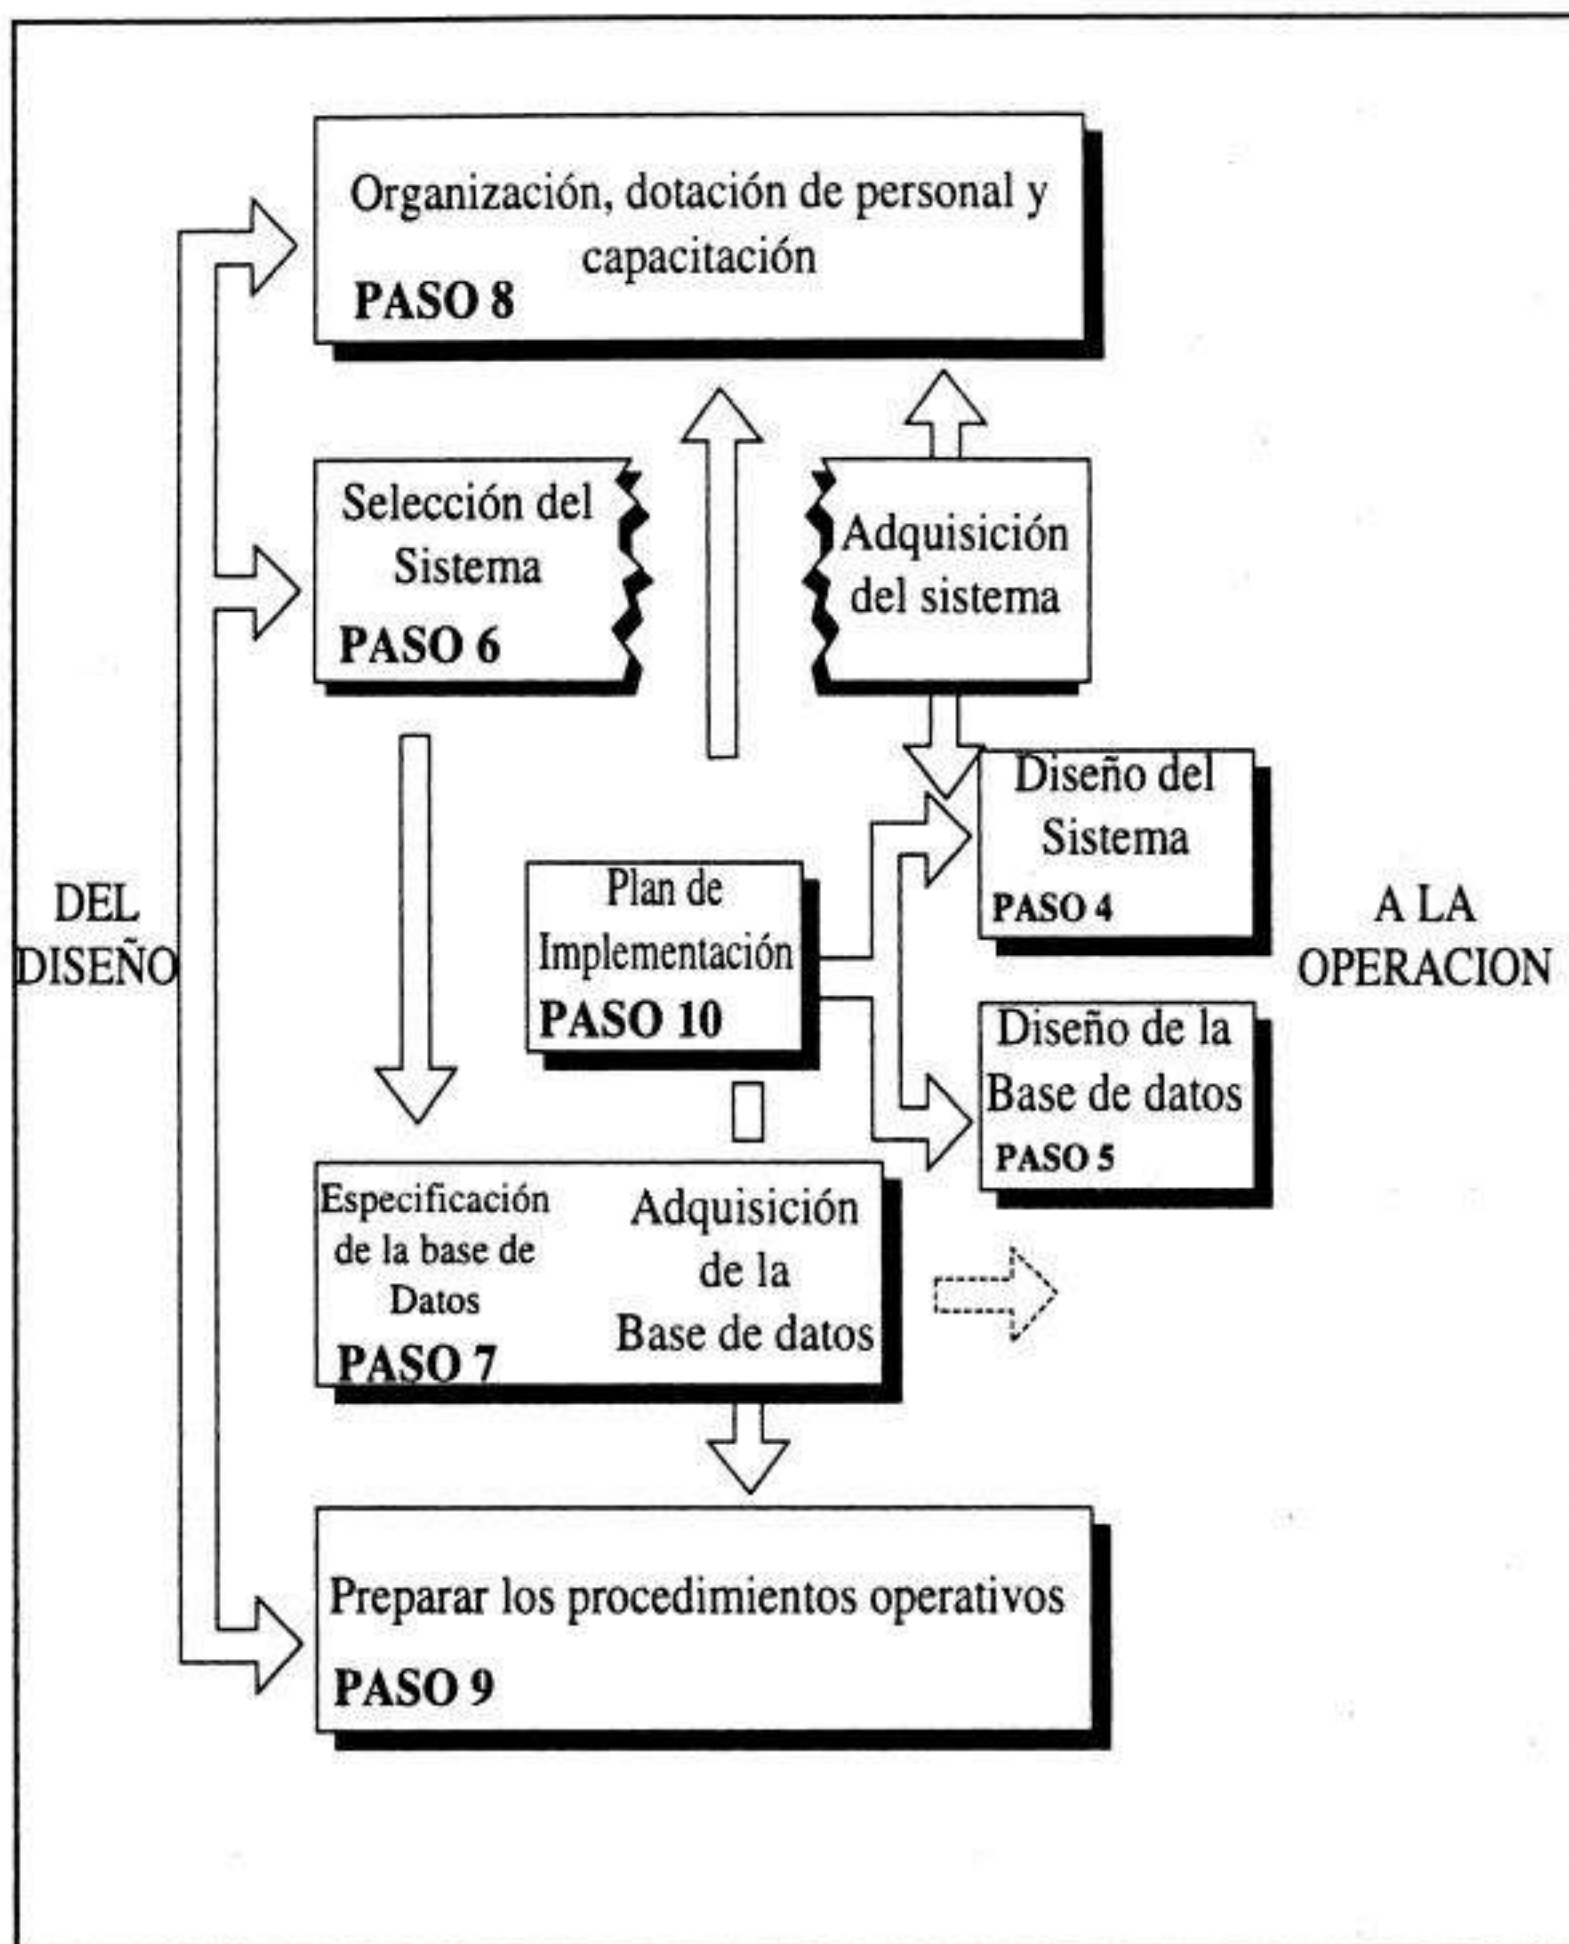 Organización, dotación de personal y
capacitación
PASO 8
Selección del
Sistema
PASO 6
Adquisición
del sistema
Diseño del
Sistema
PASO 4
Plan de
Implementación
PASO 10
DEL
DISEÑO
A LA
OPERACION
Diseño de la
Base de datos
PASO 5
Especificación
de la base de
Datos
PASO 7
Adquisición
de la
Base de datos
Preparar los procedimientos operativos
PASO 9